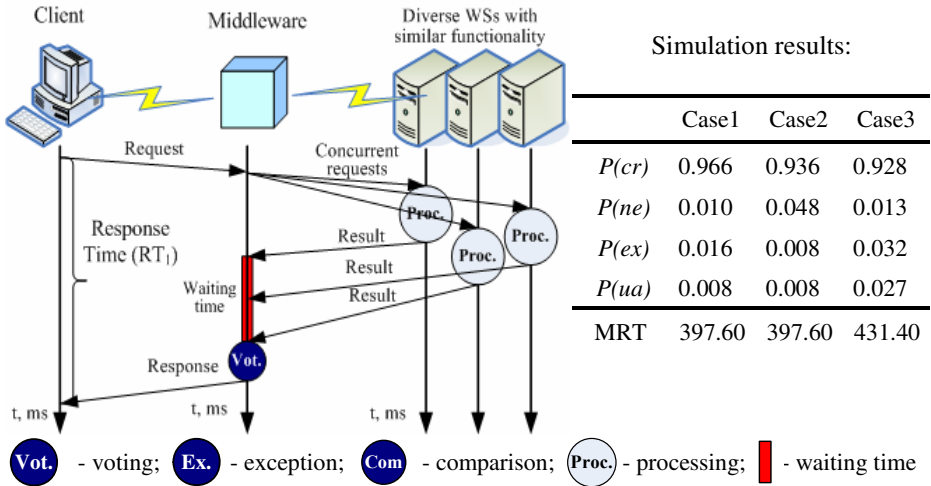 Client
Middleware
Diverse WSs with
similar functionality
Request
Concurrent
requests
Proc.
Proc.
Proc.
Response
Time (RT1)
Result
Result
Result
Waiting
time
Vot.
Response
t, ms
t, ms
t, ms
Simulation results:
Case1 Case2 Case3
P(cr) 0.966 0.936 0.928
P(ne) 0.010 0.048 0.013
P(ex) 0.016 0.008 0.032
P(ua) 0.008 0.008 0.027
MRT 397.60 397.60 431.40
Vot. - voting; Ex. - exception; Com - comparison; Proc. - processing; - waiting time